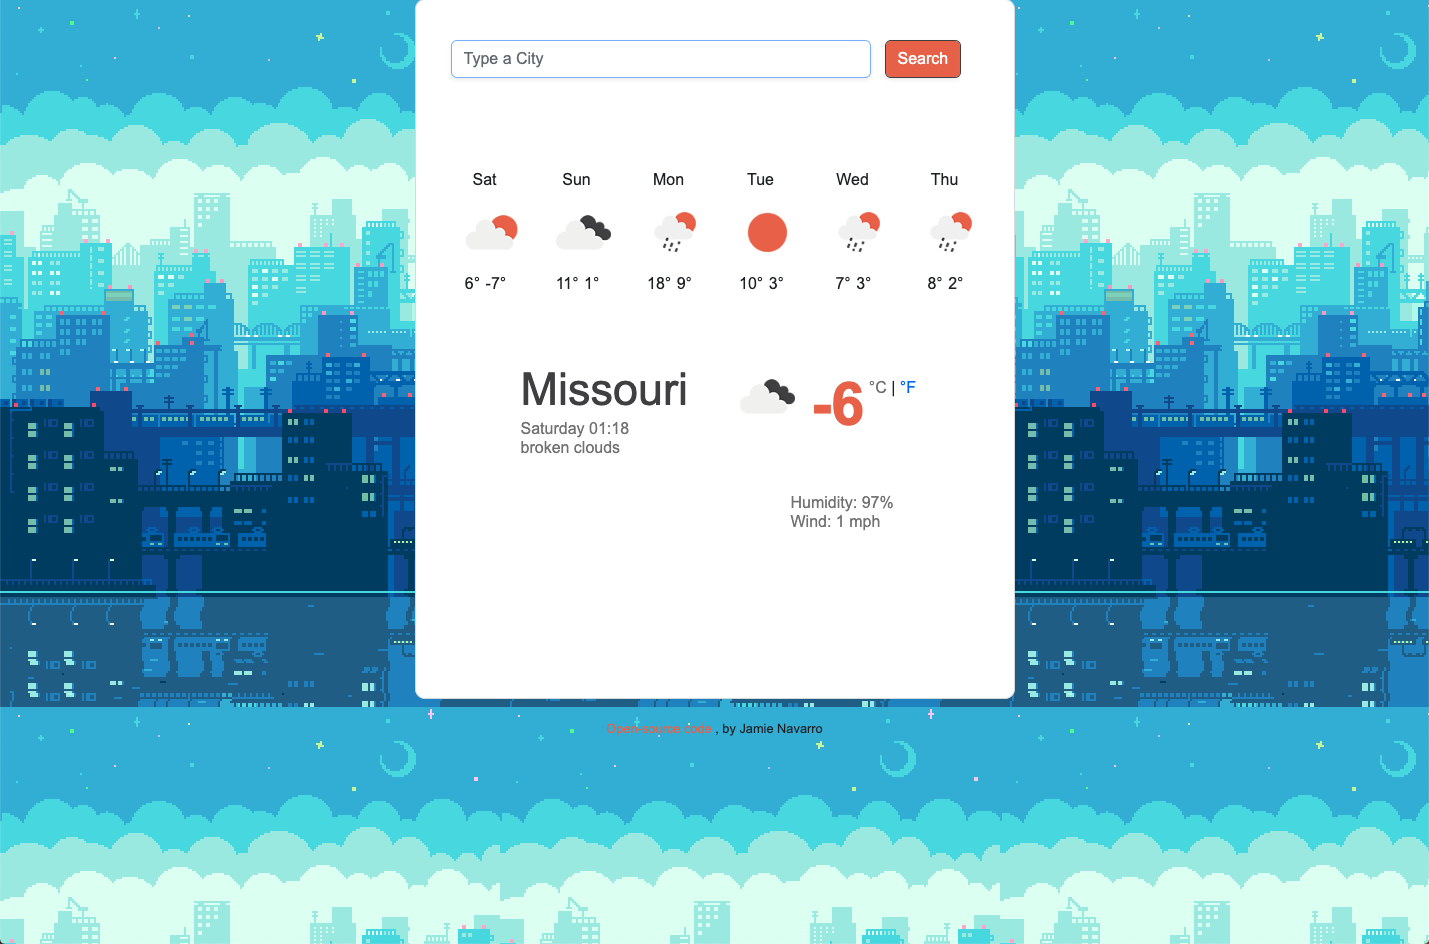 Type a City
Search
Sat Sun Mon Tue Wed Thu
6° -7° 11° 1° 18° 9° 10° 3° 7° 3° 8° 2°
Missouri
-6 °C | °F
Saturday 01:18
broken clouds
Humidity: 97%
Wind: 1 mph
Open-source code , by Jamie Navarro